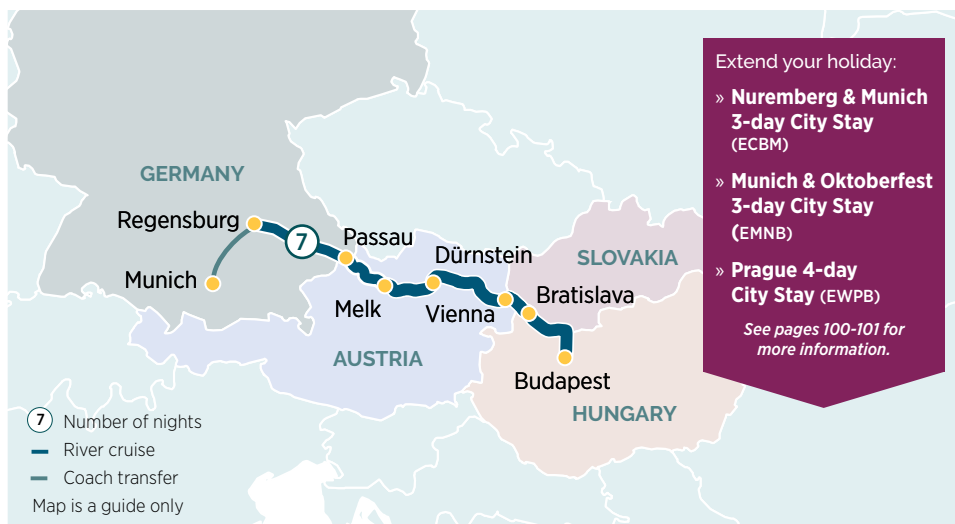 GERMANY
Regensburg
7
Passau
Munich
Dürnstein
SLOVAKIA
Melk
Vienna
Bratislava
AUSTRIA
Budapest
HUNGARY
Extend your holiday:
» Nuremberg & Munich
3-day City Stay
(ECBM)
» Munich & Oktoberfest
3-day City Stay
(EMNB)
» Prague 4-day
City Stay (EWPB)
See pages 100-101 for
more information.
7 Number of nights
River cruise
Coach transfer
Map is a guide only